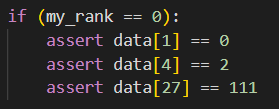 if (my_rank == 0):
    assert data[1] == 0
    assert data[4] == 2
    assert data[27] == 111